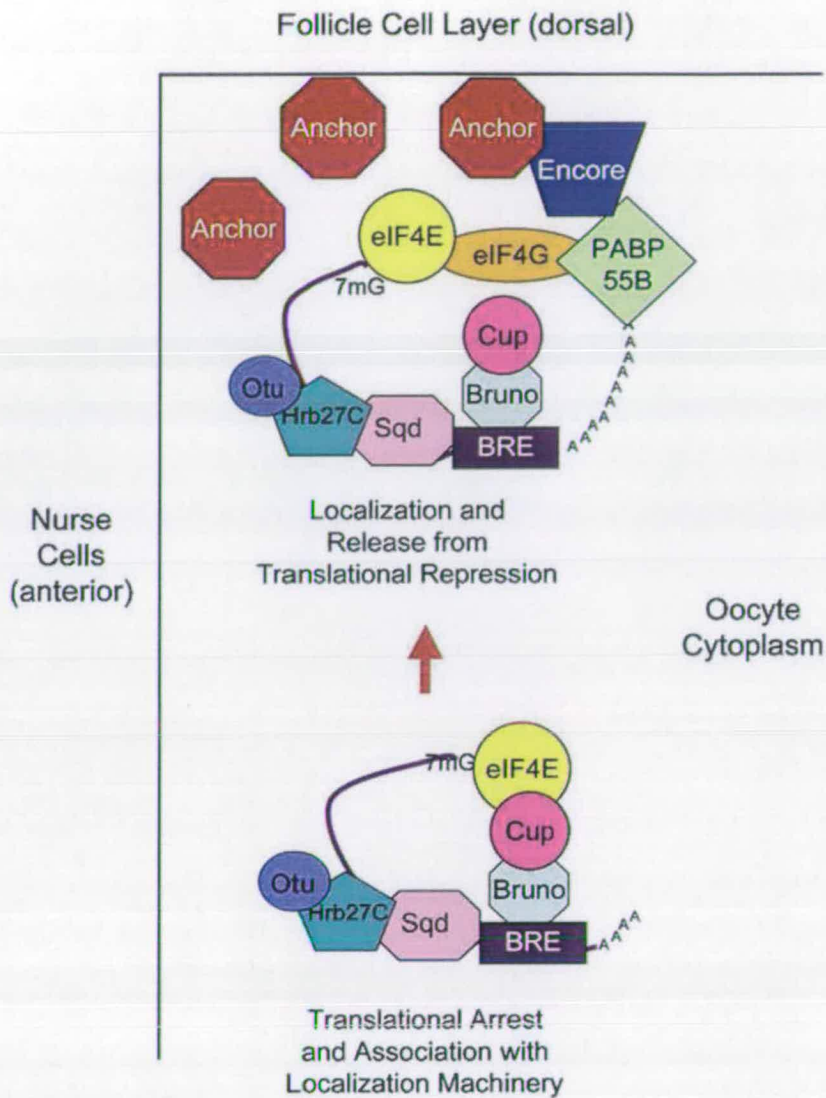 Follicle Cell Layer (dorsal)
Anchor
Anchor
Encore
Anchor
eIF4E
eIF4G
PABP
55B
7mG
Cup
Otu
Hrb27C
Sqd
Bruno
BRE
AAAAAAAAA
Localization and
Release from
Translational Repression
Nurse
Cells
(anterior)
Oocyte
Cytoplasm
7mG
eIF4E
Cup
Otu
Hrb27C
Sqd
Bruno
BRE
AAAA
Translational Arrest
and Association with
Localization Machinery